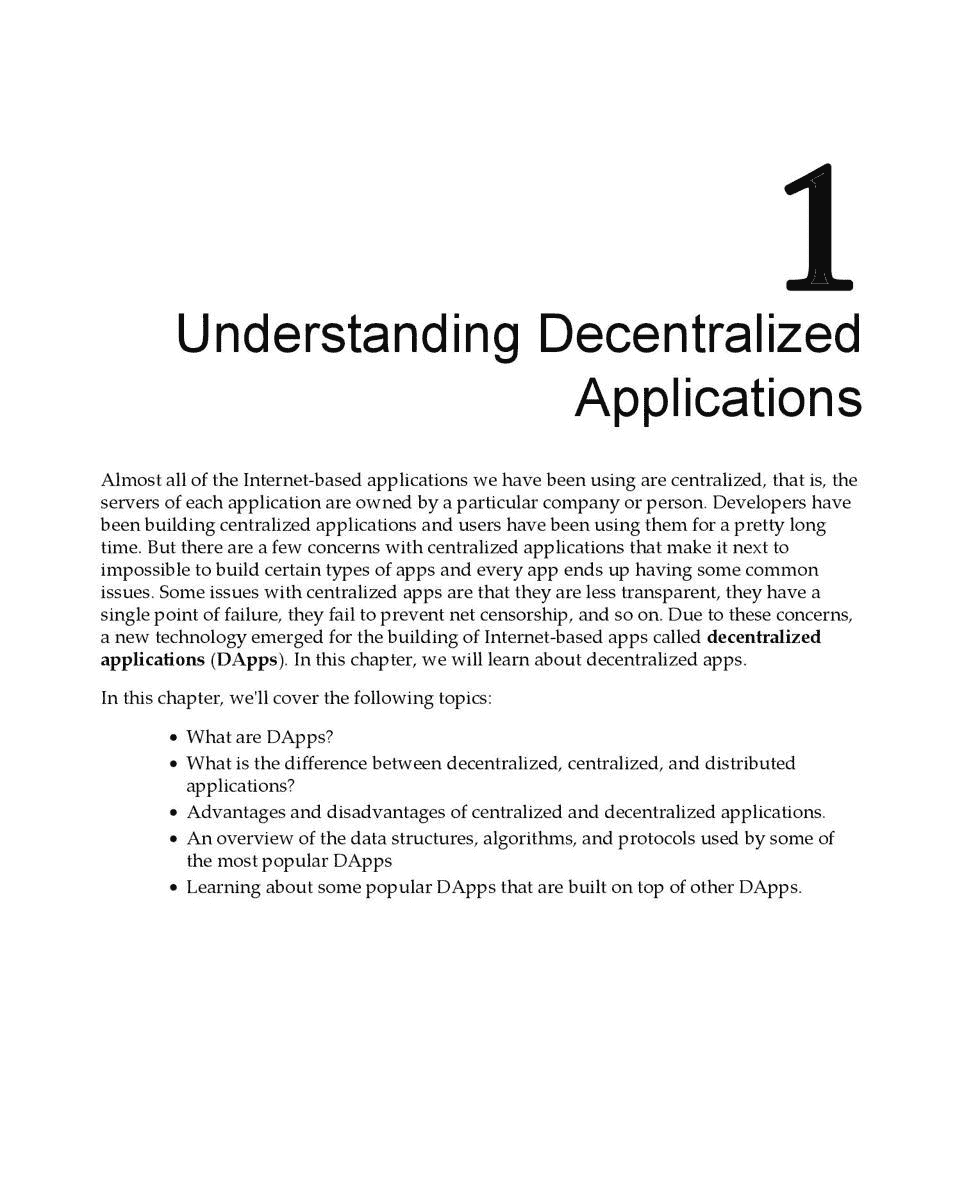 1
Understanding Decentralized
Applications
Almost all of the Internet-based applications we have been using are centralized, that is, the
servers of each application are owned by a particular company or person. Developers have
been building centralized applications and users have been using them for a pretty long
time. But there are a few concerns with centralized applications that make it next to
impossible to build certain types of apps and every app ends up having some common
issues. Some issues with centralized apps are that they are less transparent, they have a
single point of failure, they fail to prevent net censorship, and so on. Due to these concerns,
a new technology emerged for the building of Internet-based apps called decentralized
applications (DApps). In this chapter, we will learn about decentralized apps.
In this chapter, we'll cover the following topics:
• What are DApps?
• What is the difference between decentralized, centralized, and distributed
applications?
• Advantages and disadvantages of centralized and decentralized applications.
• An overview of the data structures, algorithms, and protocols used by some of
the most popular DApps
• Learning about some popular DApps that are built on top of other DApps.